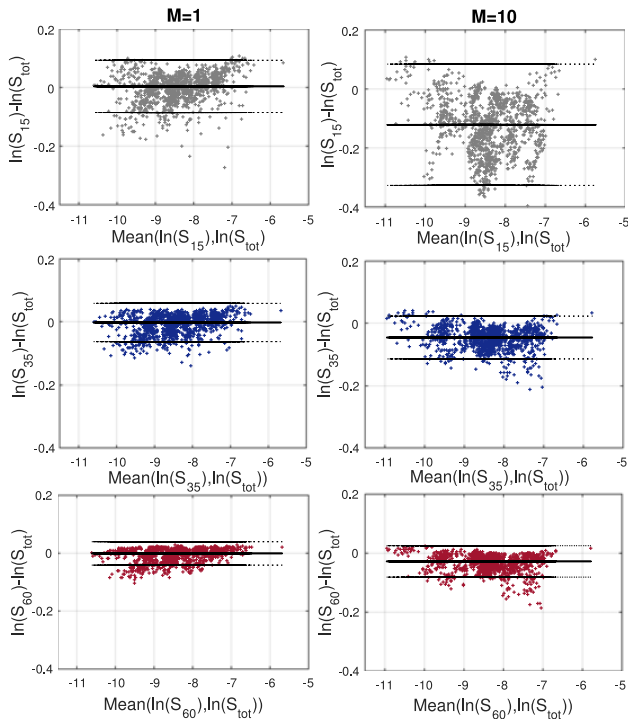 M=1
M=10
0.2
0
-0.2
-0.4
ln(S15)-ln(Stot)
-11 -10 -9 -8 -7 -6 -5
Mean(ln(S15),ln(Stot)
0.2
0
-0.2
-0.4
ln(S15)-ln(Stot)
-11 -10 -9 -8 -7 -6 -5
Mean(ln(S15),ln(Stot)
0.2
0
-0.2
-0.4
ln(S35)-ln(Stot)
-11 -10 -9 -8 -7 -6 -5
Mean(ln(S35),ln(Stot))
0.2
0
-0.2
-0.4
ln(S35)-ln(Stot)
-11 -10 -9 -8 -7 -6 -5
Mean(ln(S35),ln(Stot))
0.2
0
-0.2
-0.4
ln(S60)-ln(Stot)
-11 -10 -9 -8 -7 -6 -5
Mean(ln(S60),ln(Stot))
0.2
0
-0.2
-0.4
ln(S60)-ln(Stot)
-11 -10 -9 -8 -7 -6 -5
Mean(ln(S60),ln(Stot))